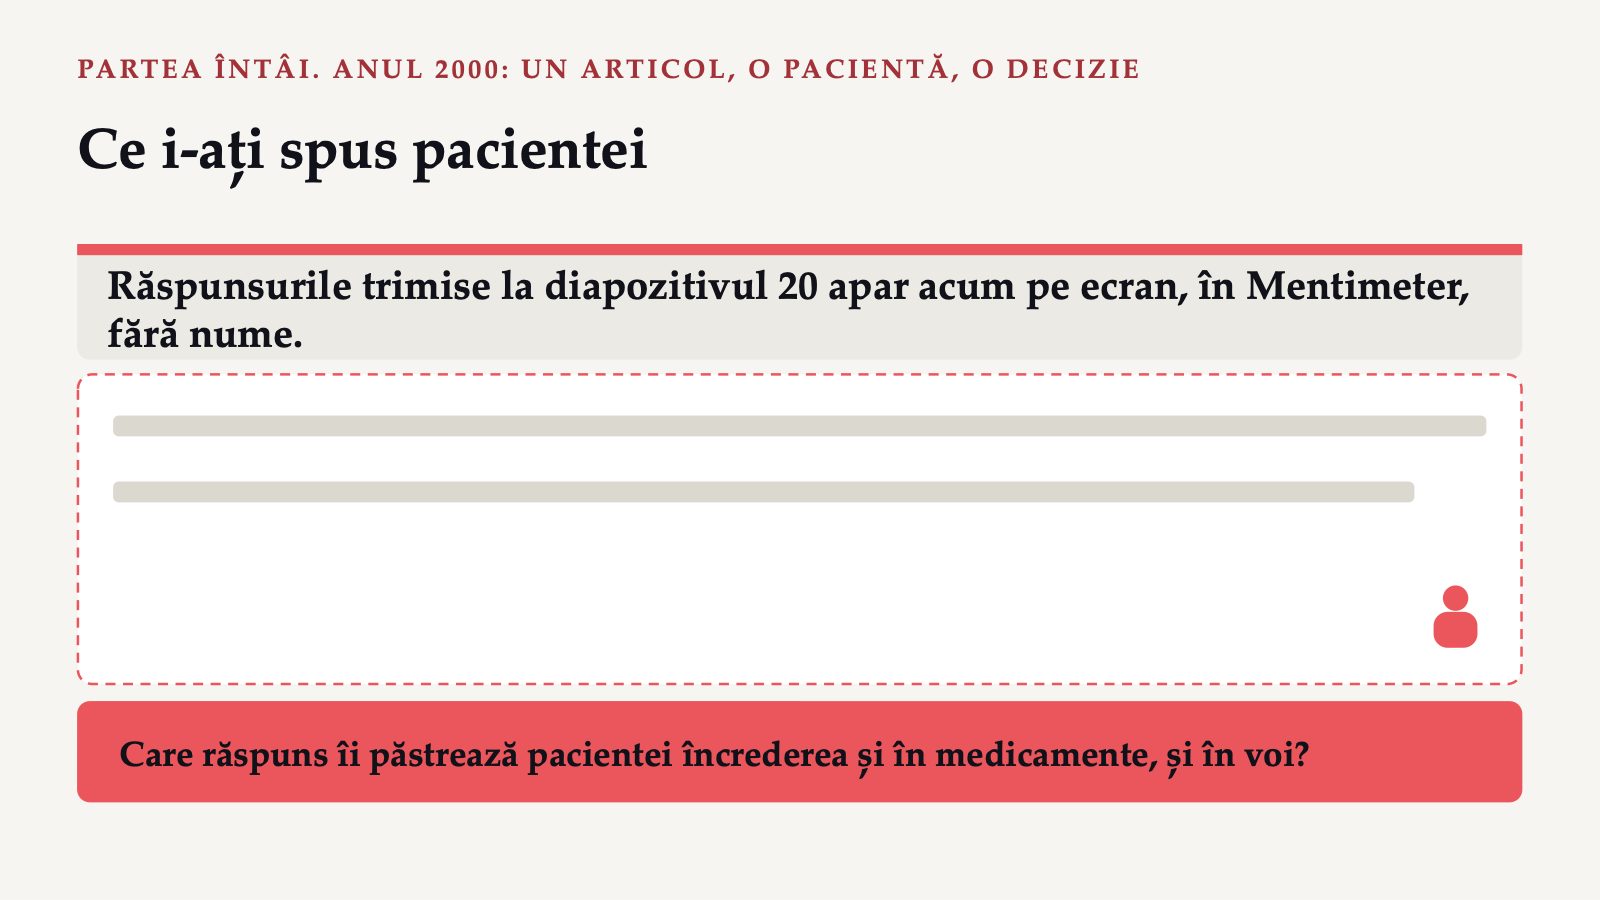 PARTEA ÎNTÂI. ANUL 2000: UN ARTICOL, O PACIENTĂ, O DECIZIE
Ce i-ați spus pacientei
Răspunsurile trimise la diapozitivul 20 apar acum pe ecran, în Mentimeter,
fără nume.
Care răspuns îi păstrează pacientei încrederea și în medicamente, și în voi?